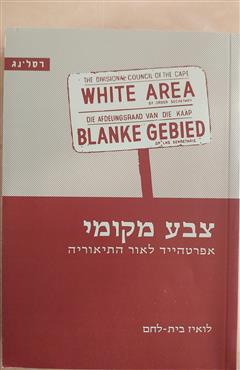 רסלינג
THE DIVISIONAL COUNCIL OF THE CAPE
WHITE AREA
BY ORDER SECRETARY
DIE AFDELINGSRAAD VAN DIE KAAP
BLANKE GEBIED
OP LAS SEKRETARIS
צבע מקומי
אפרטהייד לאור התיאוריה
לואיז בית-לחם